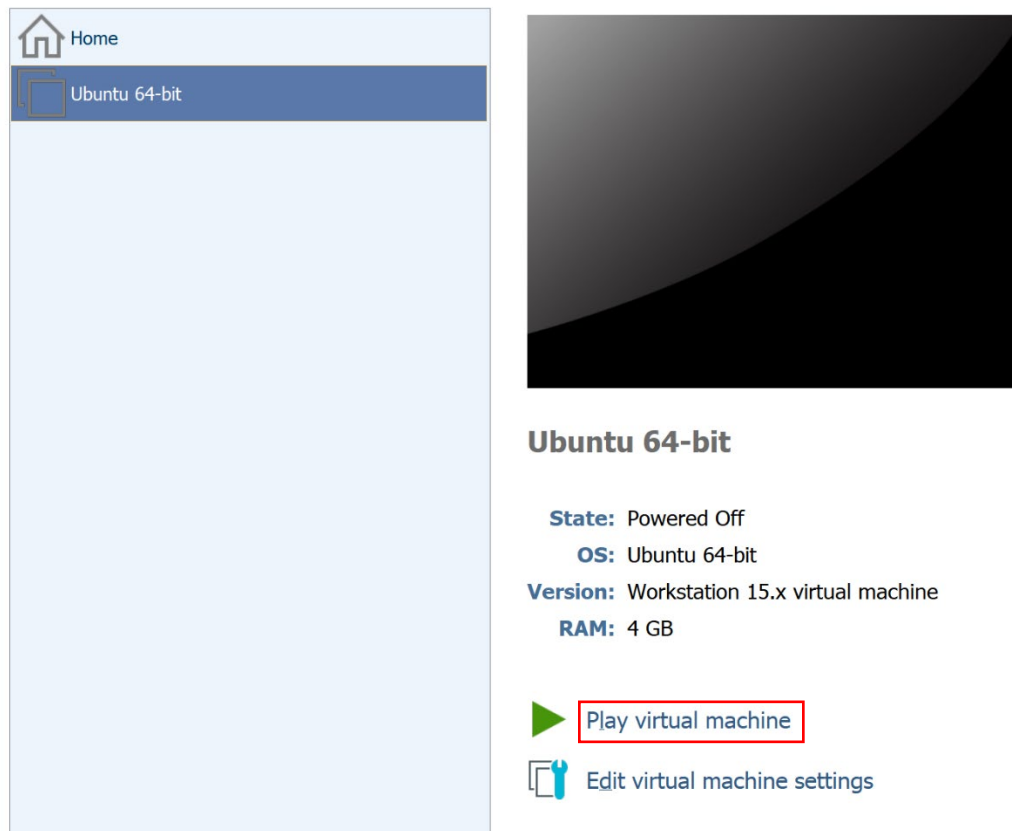 Home
Ubuntu 64-bit
Ubuntu 64-bit
State: Powered Off
OS: Ubuntu 64-bit
Version: Workstation 15.x virtual machine
RAM: 4 GB
Play virtual machine
Edit virtual machine settings